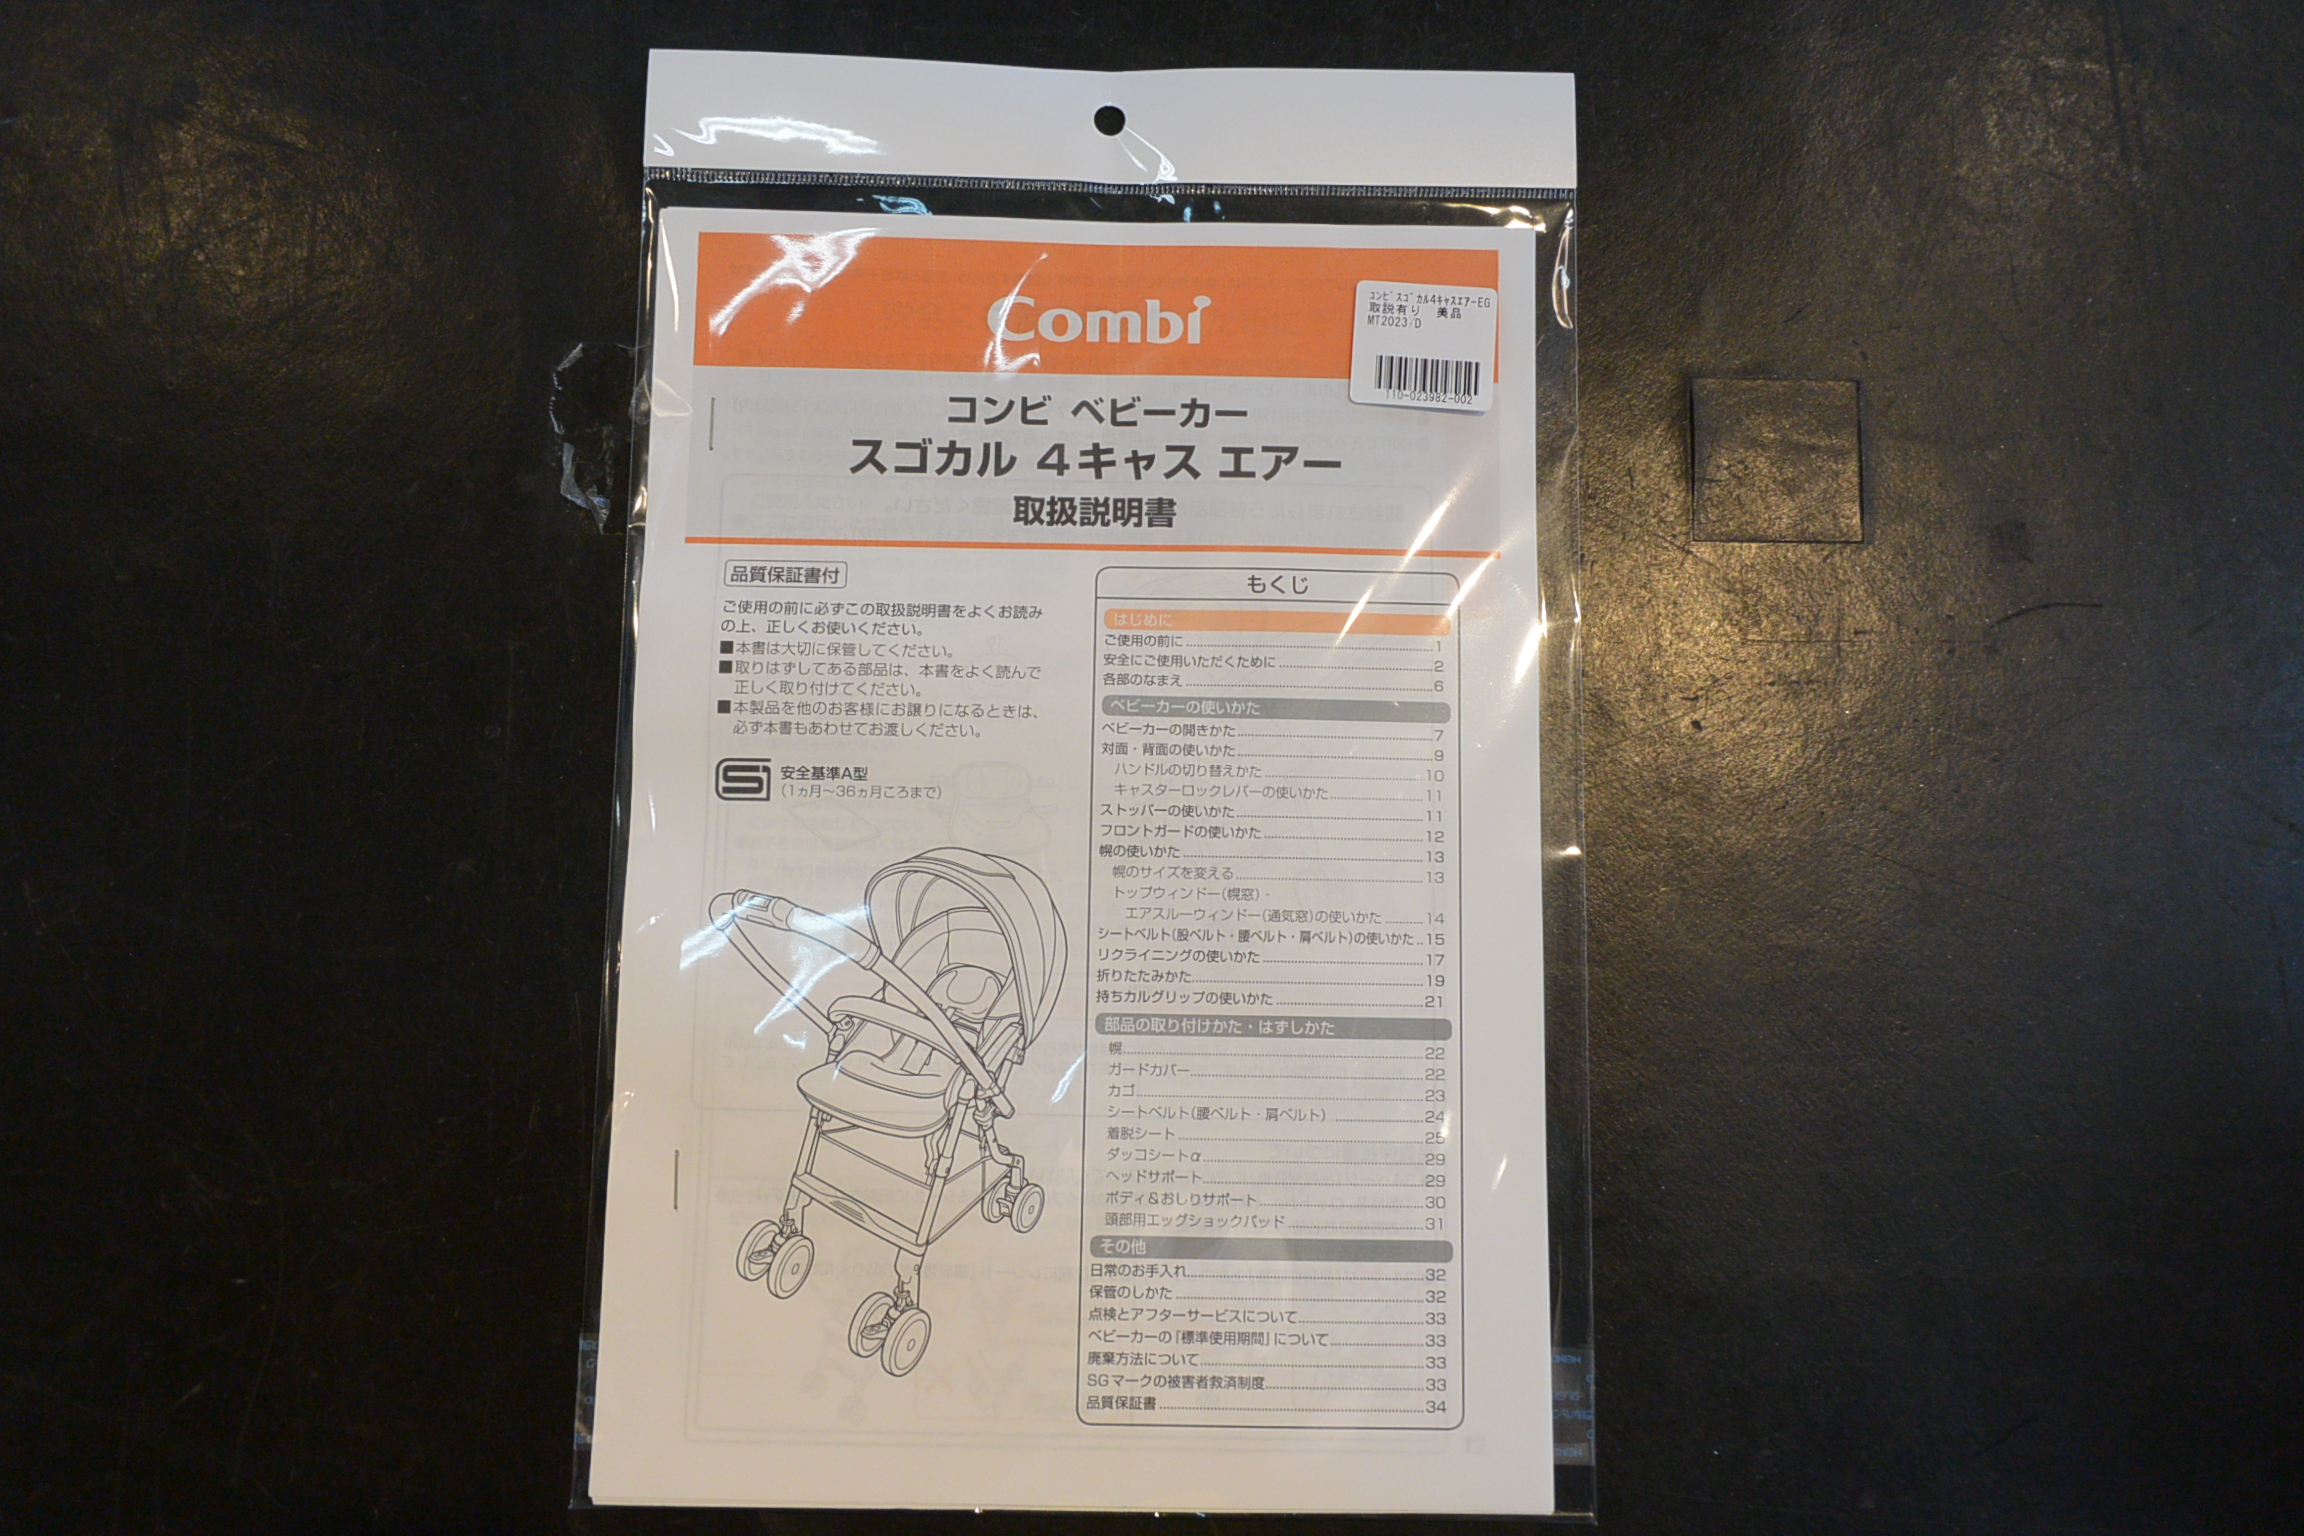 Combi
コンビスゴカル4キャスエアｰEG
取説有り 美品
MT2023/D
110-023982-002
コンビ ベビーカー
スゴカル 4キャス エアー
取扱説明書
品質保証書付
ご使用の前に必ずこの取扱説明書をよくお読み
の上、正しくお使いください。
■本書は大切に保管してください。
■取りはずしてある部品は、本書をよく読んで
正しく取り付けてください。
■本製品を他のお客様にお譲りになるときは、
必ず本書もあわせてお渡しください。
安全基準A型
（1ヵ月～36ヵ月ころまで）
もくじ
はじめに
ご使用の前に 1
安全にご使用いただくために 2
各部のなまえ 6
ベビーカーの使いかた
ベビーカーの開きかた 7
対面・背面の使いかた 9
ハンドルの切り替えかた 10
キャスターロックレバーの使いかた 11
ストッパーの使いかた 11
フロントガードの使いかた 12
幌の使いかた 13
幌のサイズを変える 13
トップウィンドー（幌窓）・
エアスルーウィンドー（通気窓）の使いかた 14
シートベルト（股ベルト・腰ベルト・肩ベルト）の使いかた 15
リクライニングの使いかた 17
折りたたみかた 19
持ちカルグリップの使いかた 21
部品の取り付けかた・はずしかた
幌 22
ガードカバー 22
カゴ 23
シートベルト（腰ベルト・肩ベルト） 24
着脱シート 25
ダッコシートα 29
ヘッドサポート 29
ボディ＆おしりサポート 30
頭部用エッグショックパッド 31
その他
日常のお手入れ 32
保管のしかた 32
点検とアフターサービスについて 33
ベビーカーの「標準使用期間」について 33
廃棄方法について 33
SGマークの被害者救済制度 33
品質保証書 34